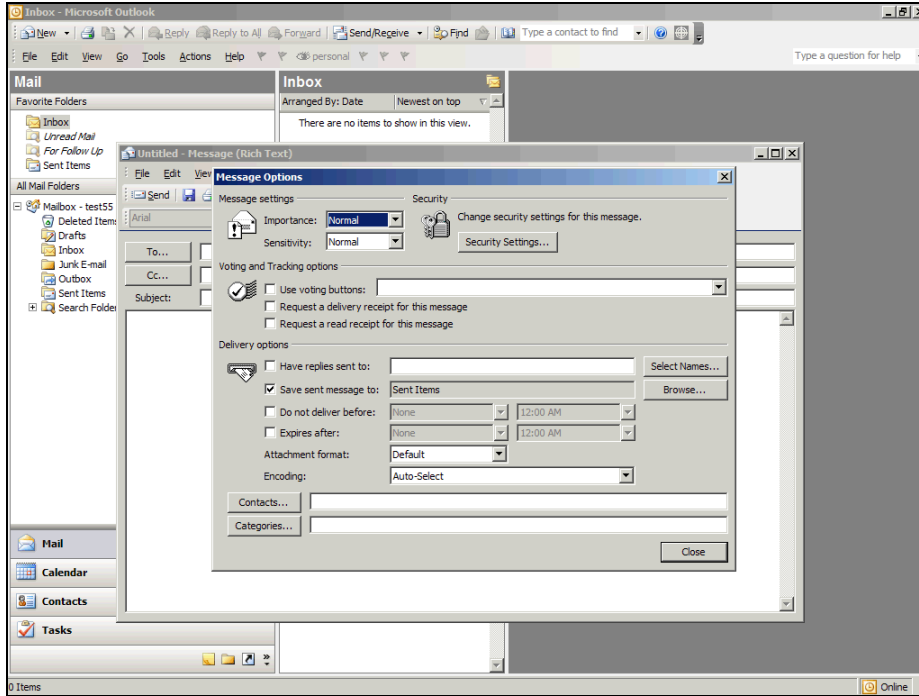 Inbox - Microsoft Outlook
New Reply Reply to All Forward Send/Receive Find Type a contact to find
File Edit View Go Tools Actions Help personal Type a question for help
Mail
Favorite Folders
Inbox
Unread Mail
For Follow Up
Sent Items
All Mail Folders
Mailbox - test55
Deleted Items
Drafts
Inbox
Junk E-mail
Outbox
Sent Items
Search Folde
Mail
Calendar
Contacts
Tasks
Inbox
Arranged By: Date Newest on top
There are no items to show in this view.
Untitled - Message (Rich Text)
File Edit View
Send
Arial
To...
Cc...
Subject:
Message Options
Message settings Security
Importance: Normal Change security settings for this message.
Sensitivity: Normal Security Settings...
Voting and Tracking options
Use voting buttons:
Request a delivery receipt for this message
Request a read receipt for this message
Delivery options
Have replies sent to: Select Names...
Save sent message to: Sent Items Browse...
Do not deliver before: None 12:00 AM
Expires after: None 12:00 AM
Attachment format: Default
Encoding: Auto-Select
Contacts...
Categories...
Close
0 Items Online